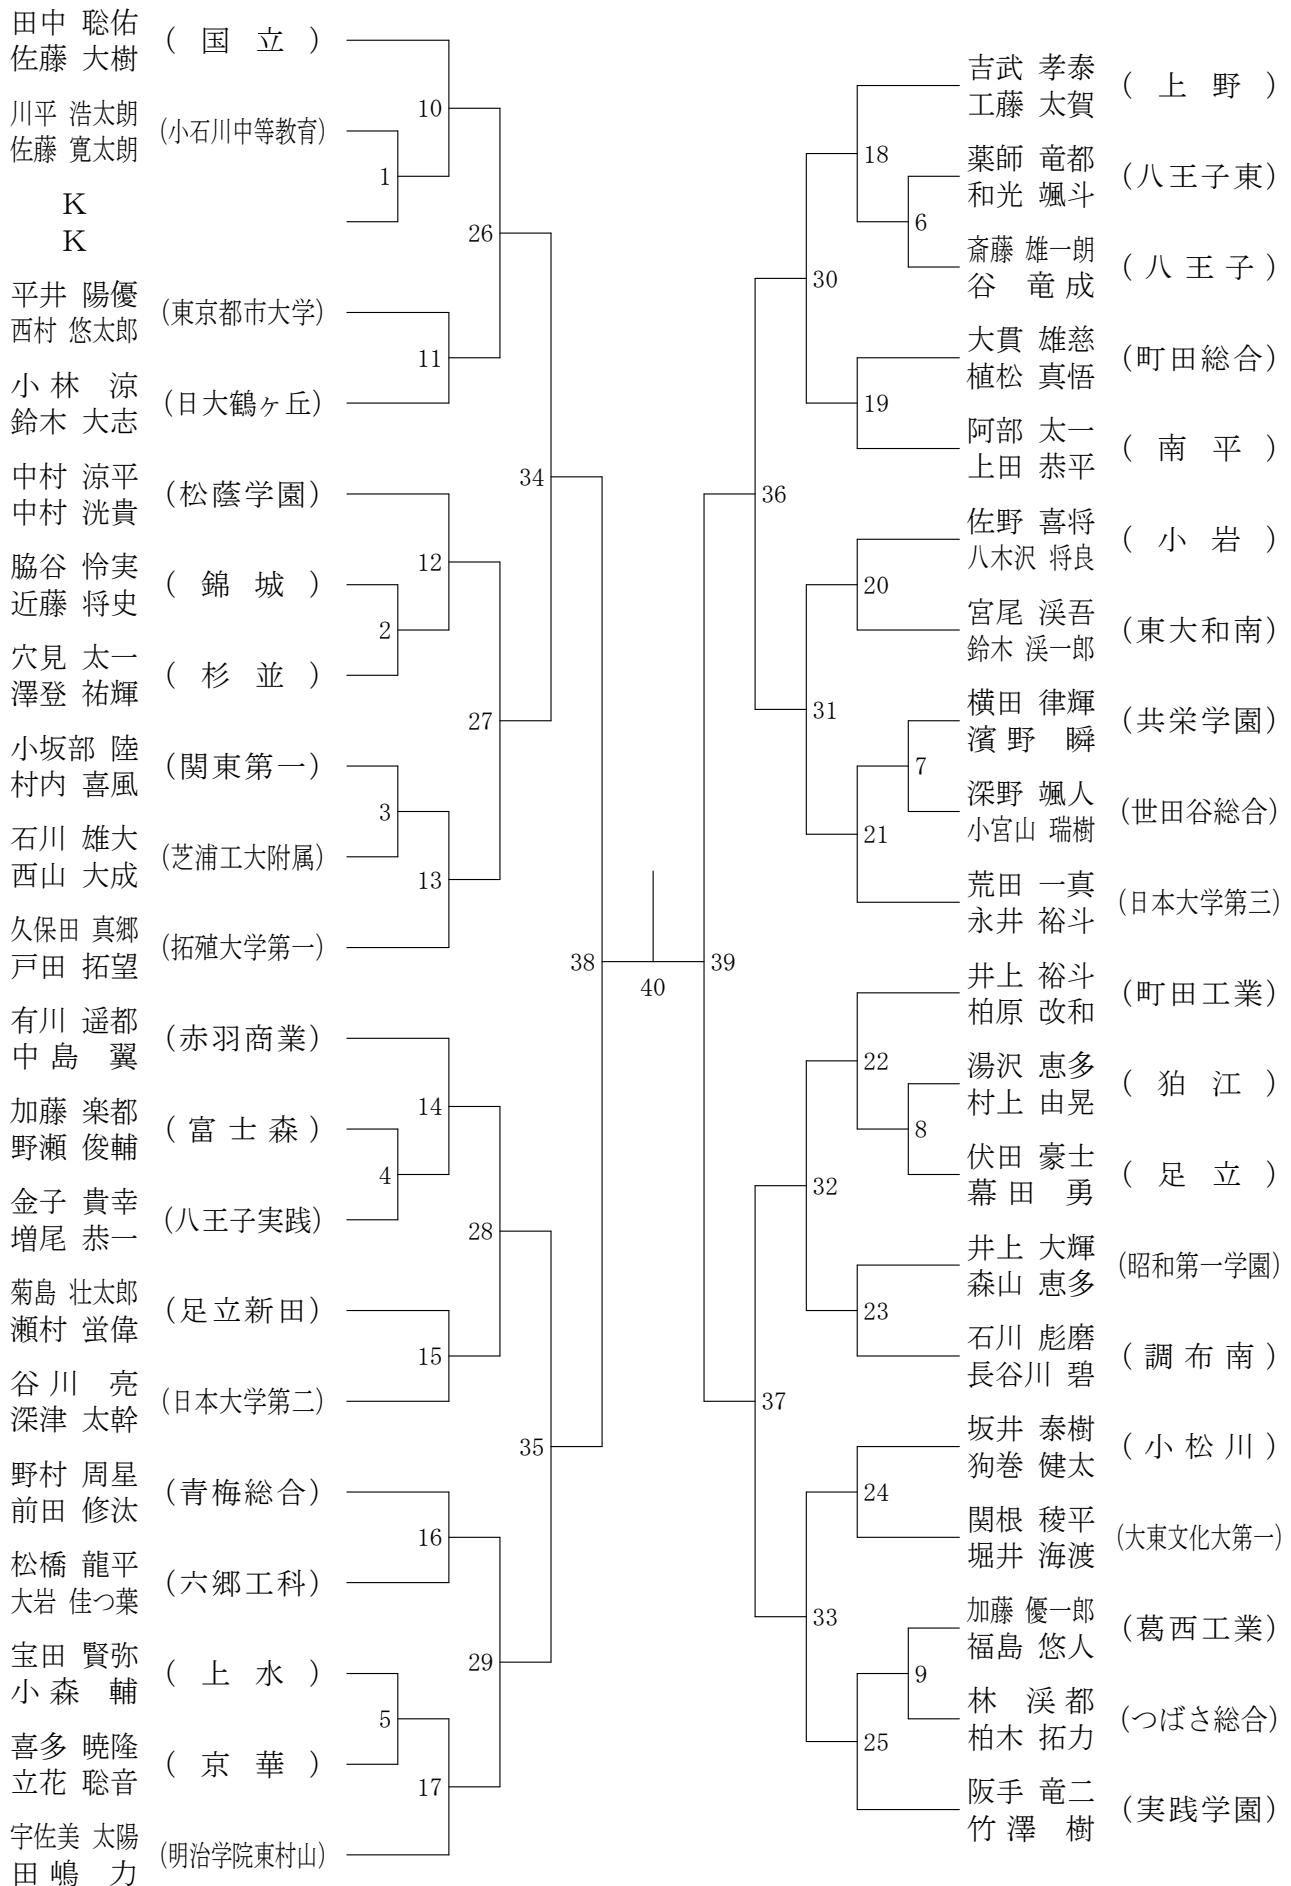 田中 聡佑
佐藤 大樹
( 国 立 )
川平 浩太朗
佐藤 寛太朗
(小石川中等教育)
K
K
平井 陽優
西村 悠太郎
(東京都市大学)
小林 涼
鈴木 大志
(日大鶴ヶ丘)
中村 涼平
中村 洸貴
(松蔭学園)
脇谷 怜実
近藤 将史
( 錦 城 )
穴見 太一
澤登 祐輝
( 杉 並 )
小坂部 陸
村内 喜風
(関東第一)
石川 雄大
西山 大成
(芝浦工大附属)
久保田 真郷
戸田 拓望
(拓殖大学第一)
有川 遥都
中島 翼
(赤羽商業)
加藤 楽都
野瀬 俊輔
( 富 士 森 )
金子 貴幸
増尾 恭一
(八王子実践)
菊島 壮太郎
瀬村 蛍偉
(足立新田)
谷川 亮
深津 太幹
(日本大学第二)
野村 周星
前田 修汰
(青梅総合)
松橋 龍平
大岩 佳つ葉
(六郷工科)
宝田 賢弥
小森 輔
( 上 水 )
喜多 暁隆
立花 聡音
( 京 華 )
宇佐美 太陽
田嶋 力
(明治学院東村山)
1
2
3
4
5
10
11
12
13
14
15
16
17
26
27
28
29
34
35
38
40
39
36
37
30
31
32
33
18
19
20
21
22
23
24
25
6
7
8
9
吉武 孝泰
工藤 太賀
( 上 野 )
薬師 竜都
和光 颯斗
(八王子東)
斎藤 雄一朗
谷 竜成
( 八 王 子 )
大貫 雄慈
植松 真悟
(町田総合)
阿部 太一
上田 恭平
( 南 平 )
佐野 喜将
八木沢 将良
( 小 岩 )
宮尾 渓吾
鈴木 渓一郎
(東大和南)
横田 律輝
濱野 瞬
(共栄学園)
深野 颯人
小宮山 瑞樹
(世田谷総合)
荒田 一真
永井 裕斗
(日本大学第三)
井上 裕斗
柏原 改和
(町田工業)
湯沢 恵多
村上 由晃
( 狛 江 )
伏田 豪士
幕田 勇
( 足 立 )
井上 大輝
森山 恵多
(昭和第一学園)
石川 彪磨
長谷川 碧
( 調 布 南 )
坂井 泰樹
狗巻 健太
( 小 松 川 )
関根 稜平
堀井 海渡
(大東文化大第一)
加藤 優一郎
福島 悠人
(葛西工業)
林 渓都
柏木 拓力
(つばさ総合)
阪手 竜二
竹澤 樹
(実践学園)